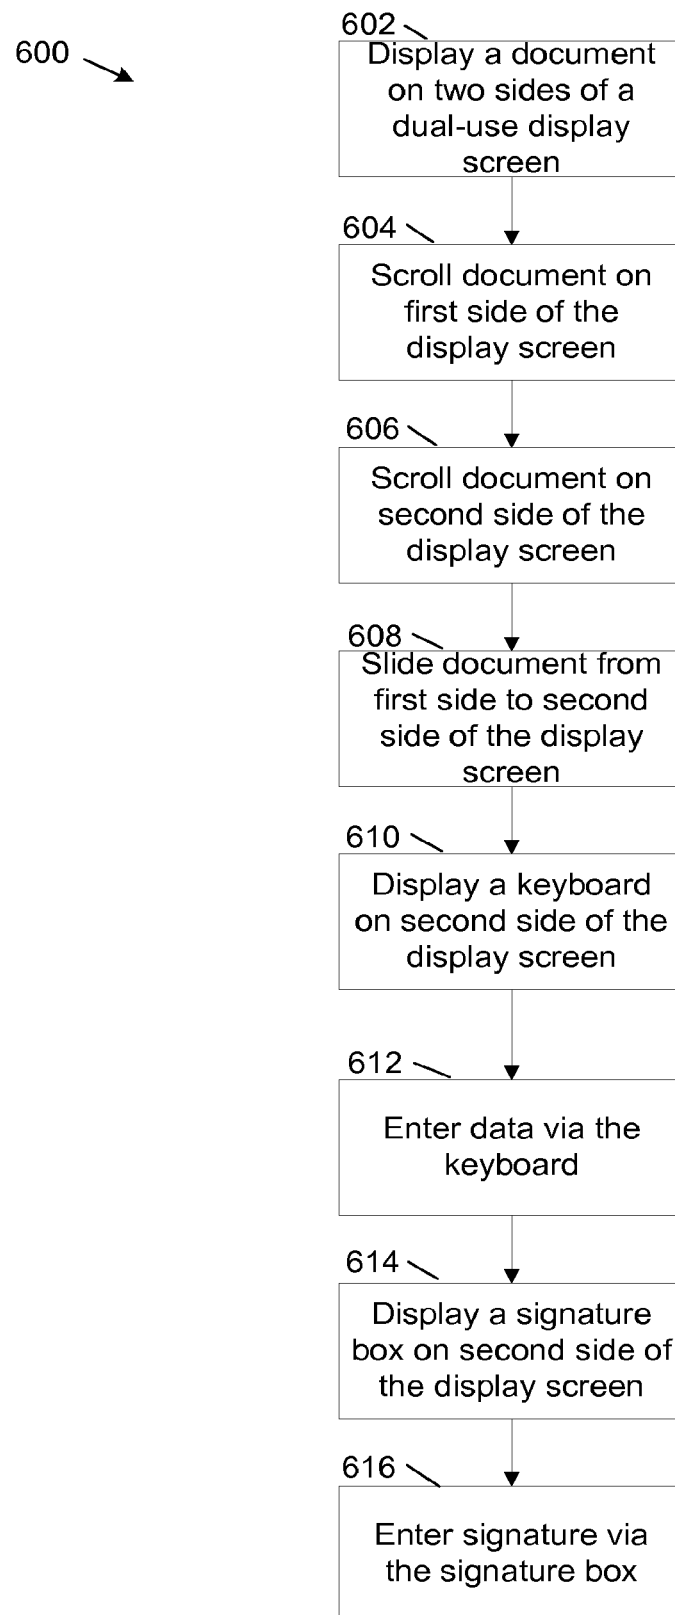 602
600
Display a document
on two sides of a
dual-use display
screen
604
Scroll document on
first side of the
display screen
606
Scroll document on
second side of the
display screen
608
Slide document from
first side to second
side of the display
screen
610
Display a keyboard
on second side of the
display screen
612
Enter data via the
keyboard
614
Display a signature
box on second side of
the display screen
616
Enter signature via
the signature box